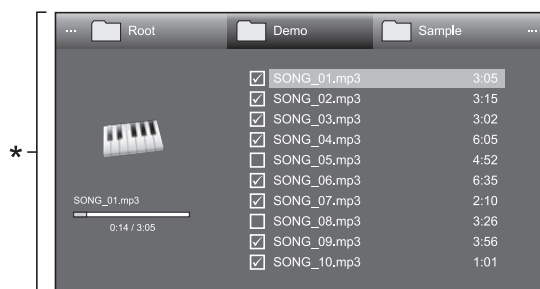 ... Root Demo Sample ...
SONG_01.mp3 3:05
SONG_02.mp3 3:15
SONG_03.mp3 3:02
SONG_04.mp3 6:05
SONG_05.mp3 4:52
SONG_06.mp3 6:35
SONG_07.mp3 2:10
SONG_08.mp3 3:26
SONG_09.mp3 3:56
SONG_10.mp3 1:01
*
SONG_01.mp3
0:14 / 3:05